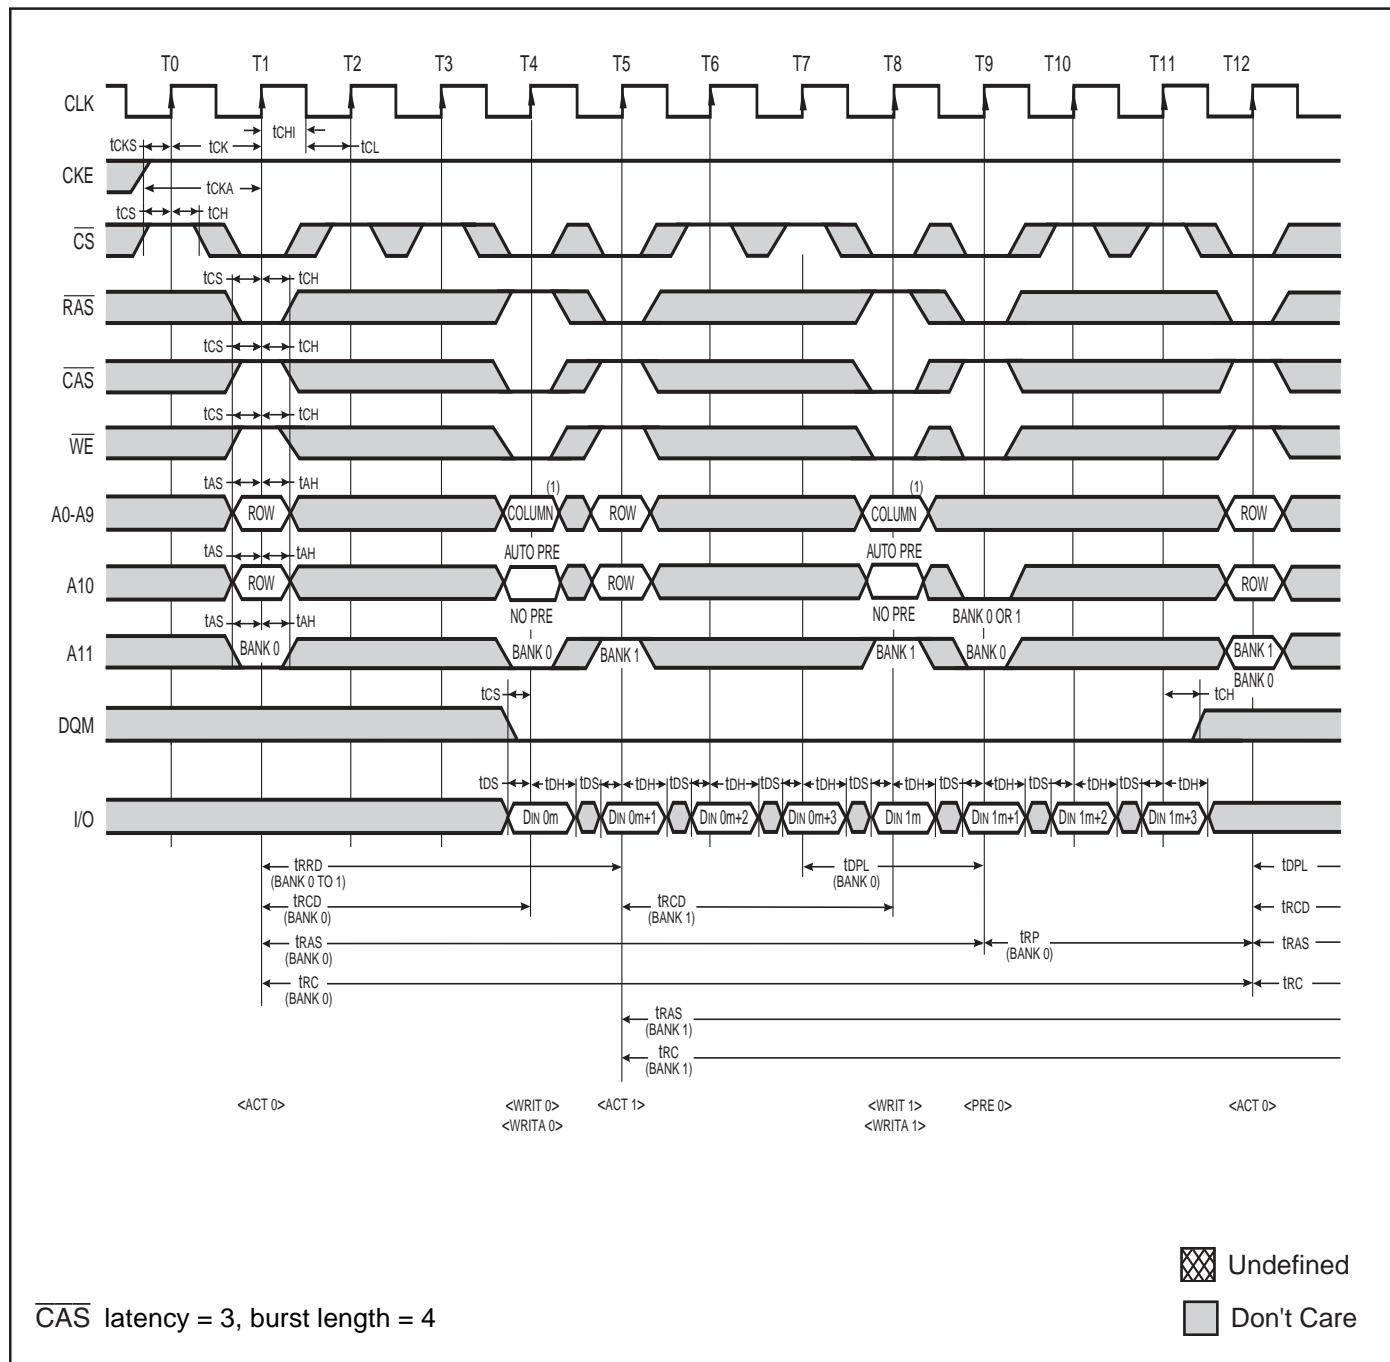 T0 T1 T2 T3 T4 T5 T6 T7 T8 T9 T10 T11 T12
CLK
tCHI
tCKS tCK tCL
CKE
tCKA
tCS tCH
CS
tCS tCH
RAS
tCS tCH
CAS
tCS tCH
WE
tAS tAH (1) (1)
A0-A9 ROW COLUMN ROW COLUMN ROW
tAS tAH AUTO PRE AUTO PRE
A10 ROW ROW ROW
NO PRE NO PRE BANK 0 OR 1
tAS tAH
A11 BANK 0 BANK 0 BANK 1 BANK 1 BANK 0 BANK 1
BANK 0
tCS tCH
DQM
tDS tDH tDS tDH tDS tDH tDS tDH tDS tDH tDS tDH tDS tDH tDS tDH
I/O DIN 0m DIN 0m+1 DIN 0m+2 DIN 0m+3 DIN 1m DIN 1m+1 DIN 1m+2 DIN 1m+3
tRRD tDPL tDPL
(BANK 0 TO 1) (BANK 0)
tRCD tRCD tRCD
(BANK 0) (BANK 1)
tRAS tRP tRAS
(BANK 0) (BANK 0)
tRC tRC
(BANK 0)
tRAS
(BANK 1)
tRC
(BANK 1)
<ACT 0> <WRIT 0> <ACT 1> <WRIT 1> <PRE 0> <ACT 0>
<WRITA 0> <WRITA 1>
Undefined
CAS latency = 3, burst length = 4 Don't Care